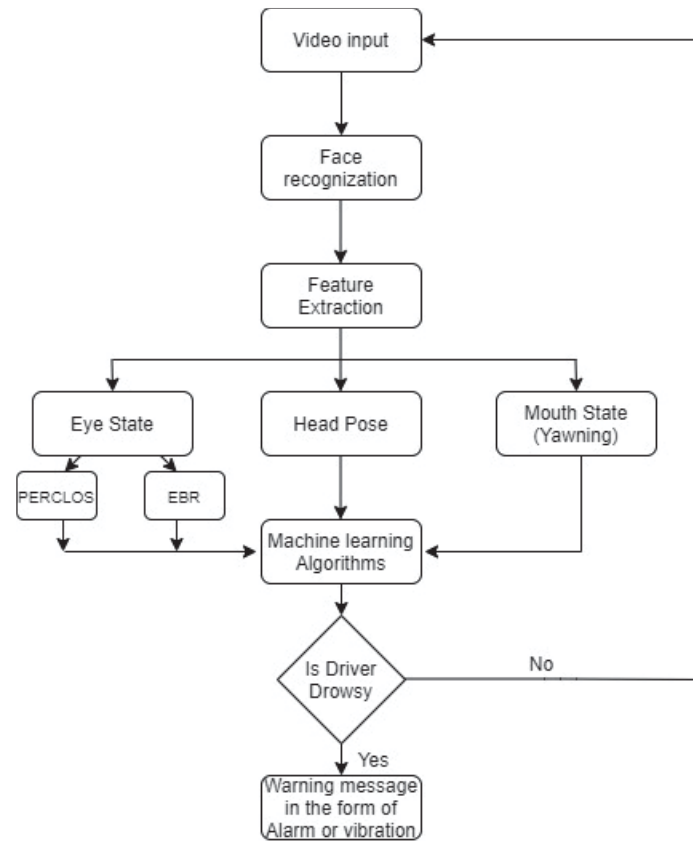 Video input
Face
recognization
Feature
Extraction
Eye State
Head Pose
Mouth State
(Yawning)
PERCLOS
EBR
Machine learning
Algorithms
Is Driver
Drowsy
No
Yes
Warning message
in the form of
Alarm or vibration